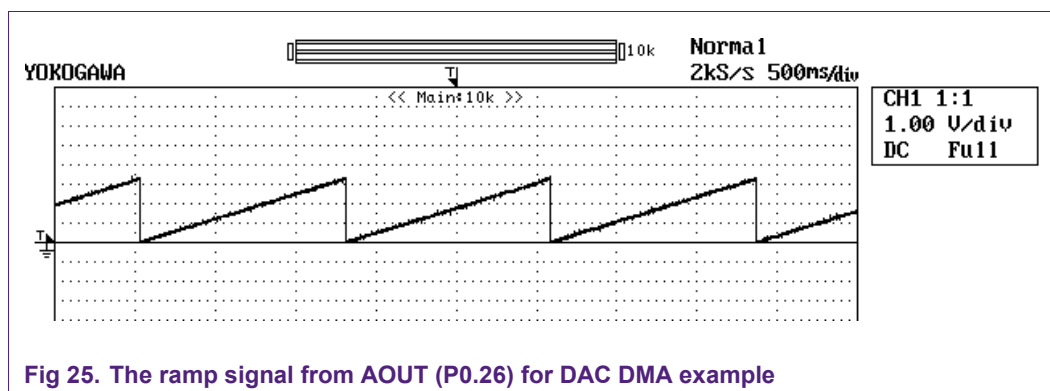 10k
Normal
YOKOGAWA
T
2kS/s 500ms/div
<< Main:10k >>
CH1 1:1
1.00 V/div
DC Full
T
Fig 25. The ramp signal from AOUT (P0.26) for DAC DMA example